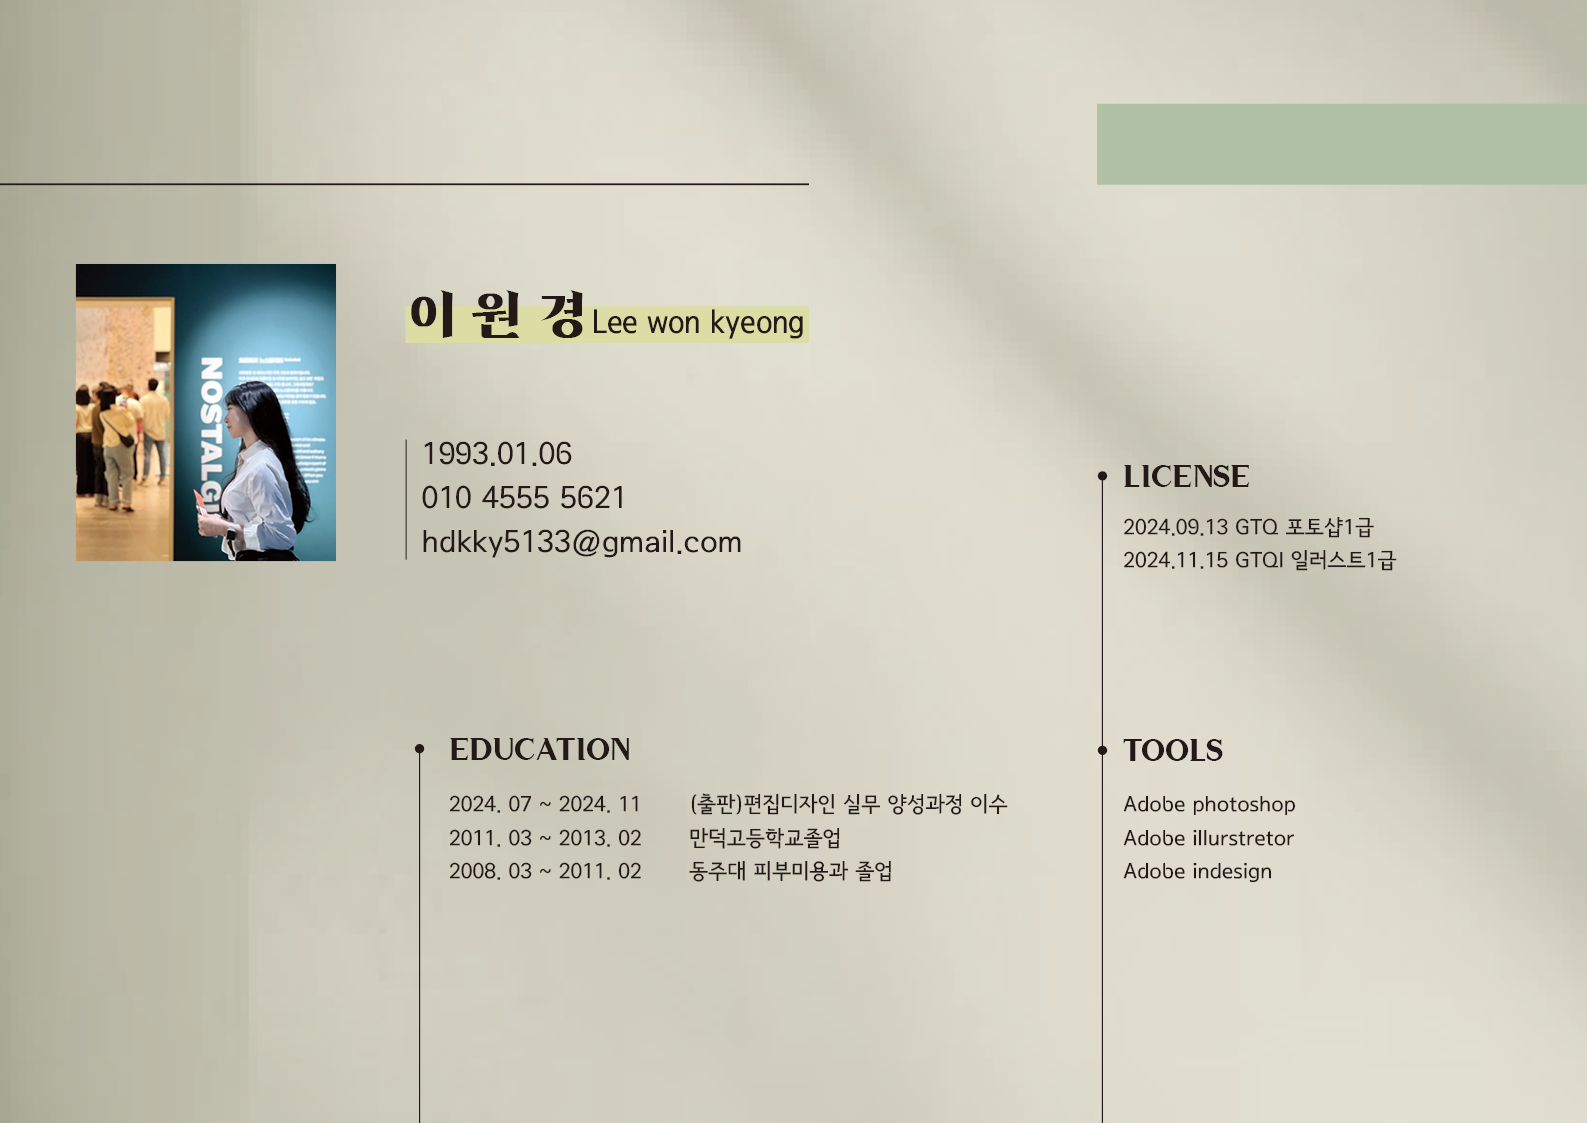 이 원 경 Lee won kyeong
NOSTALGI
1993.01.06
010 4555 5621
hdkky5133@gmail.com
LICENSE
2024.09.13 GTQ 포토샵1급
2024.11.15 GTQI 일러스트1급
EDUCATION
2024. 07 ~ 2024. 11 (출판)편집디자인 실무 양성과정 이수
2011. 03 ~ 2013. 02 만덕고등학교졸업
2008. 03 ~ 2011. 02 동주대 피부미용과 졸업
TOOLS
Adobe photoshop
Adobe illurstretor
Adobe indesign